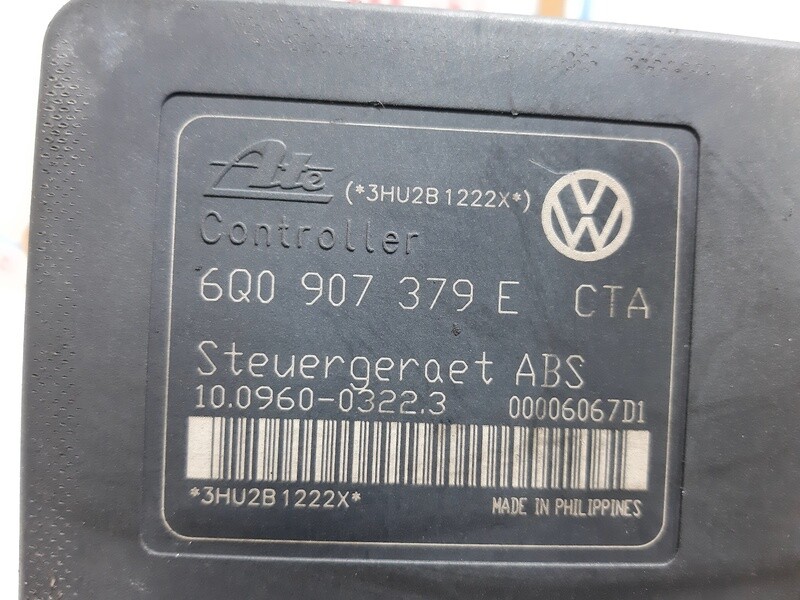 Ate (*3HU2B1222X*)
Controller
6Q0 907 379 E CTA
Steuergeraet ABS
10.0960-0322.3 00006067D1
*3HU2B1222X* MADE IN PHILIPPINES